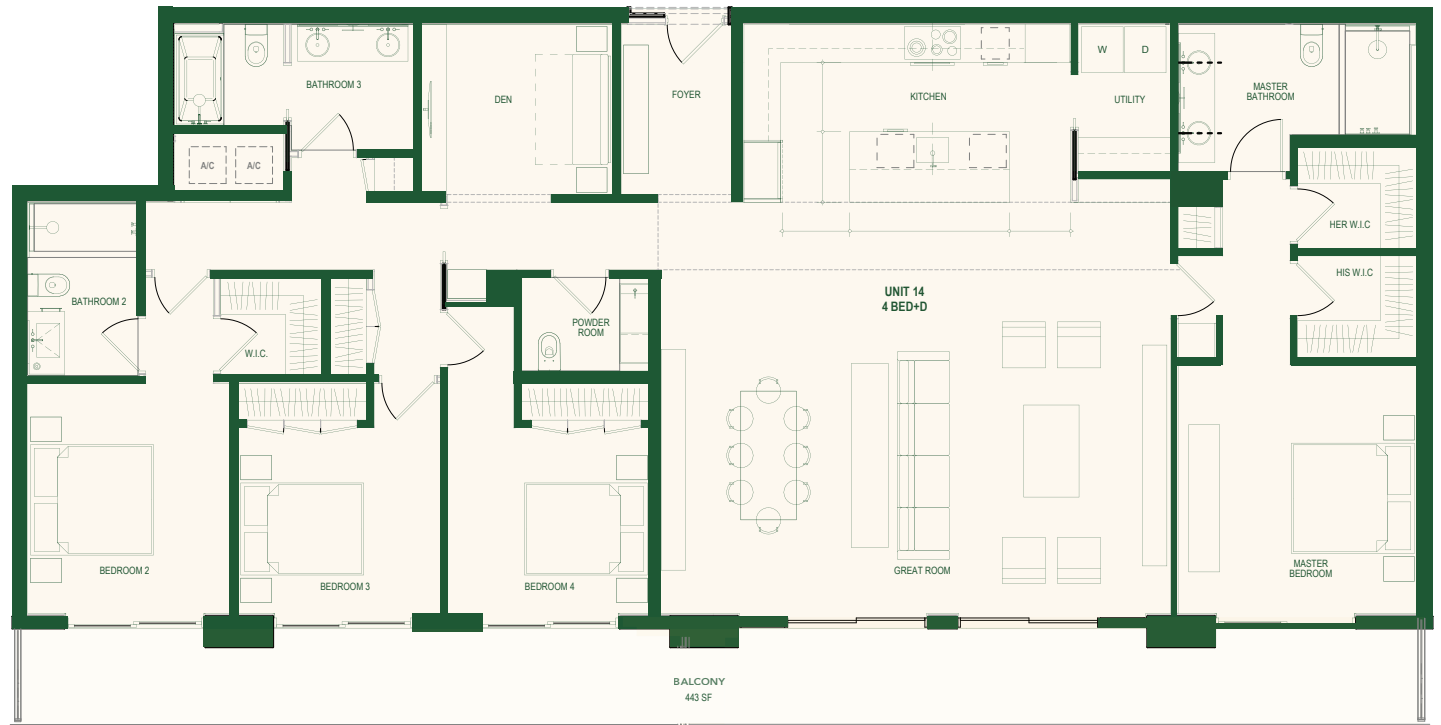 BATHROOM 3
DEN
FOYER
KITCHEN
W
D
UTILITY
MASTER
BATHROOM
A/C
A/C
HER W.I.C
HIS W.I.C
BATHROOM 2
W.I.C.
POWDER
ROOM
UNIT 14
4 BED+D
BEDROOM 2
BEDROOM 3
BEDROOM 4
GREAT ROOM
MASTER
BEDROOM
BALCONY
443 SF